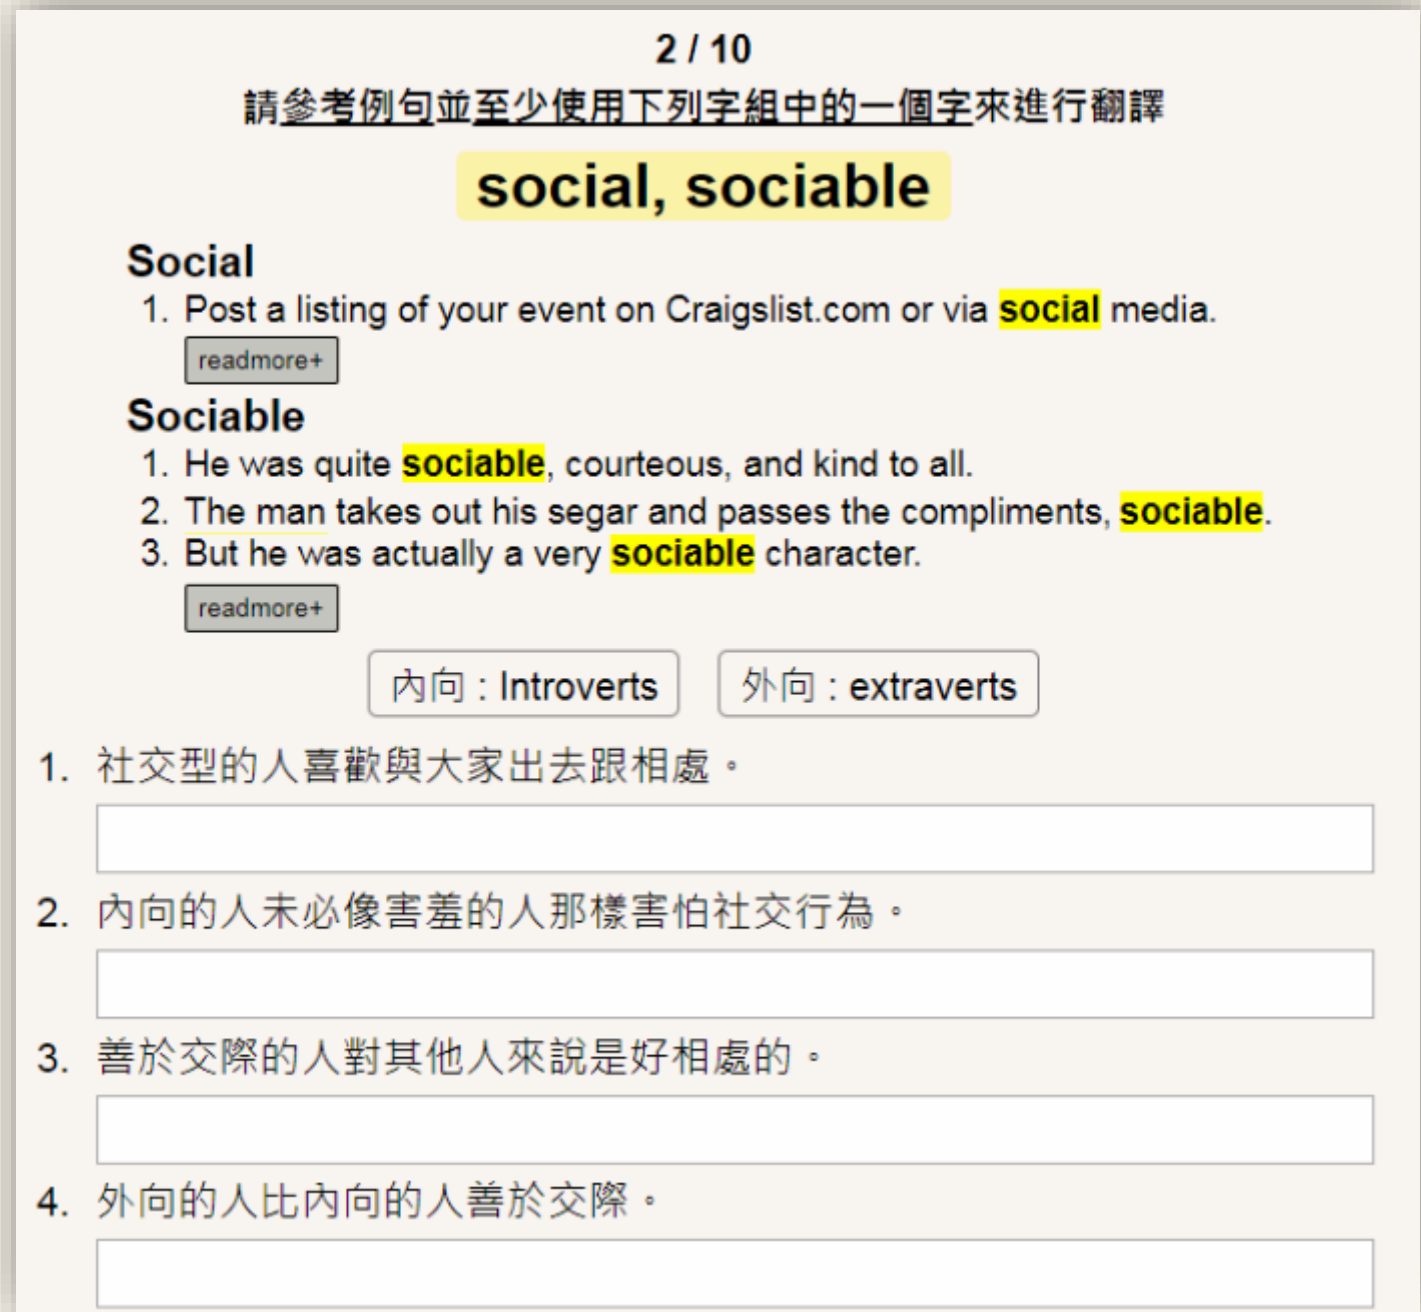 2 / 10
請參考例句並至少使用下列字組中的一個字來進行翻譯
social, sociable
Social
1. Post a listing of your event on Craigslist.com or via social media.
readmore+
Sociable
1. He was quite sociable, courteous, and kind to all.
2. The man takes out his segar and passes the compliments, sociable.
3. But he was actually a very sociable character.
readmore+
內向 : Introverts
外向 : extraverts
1. 社交型的人喜歡與大家出去跟相處。
2. 內向的人未必像害羞的人那樣害怕社交行為。
3. 善於交際的人對其他人來說是好相處的。
4. 外向的人比內向的人善於交際。